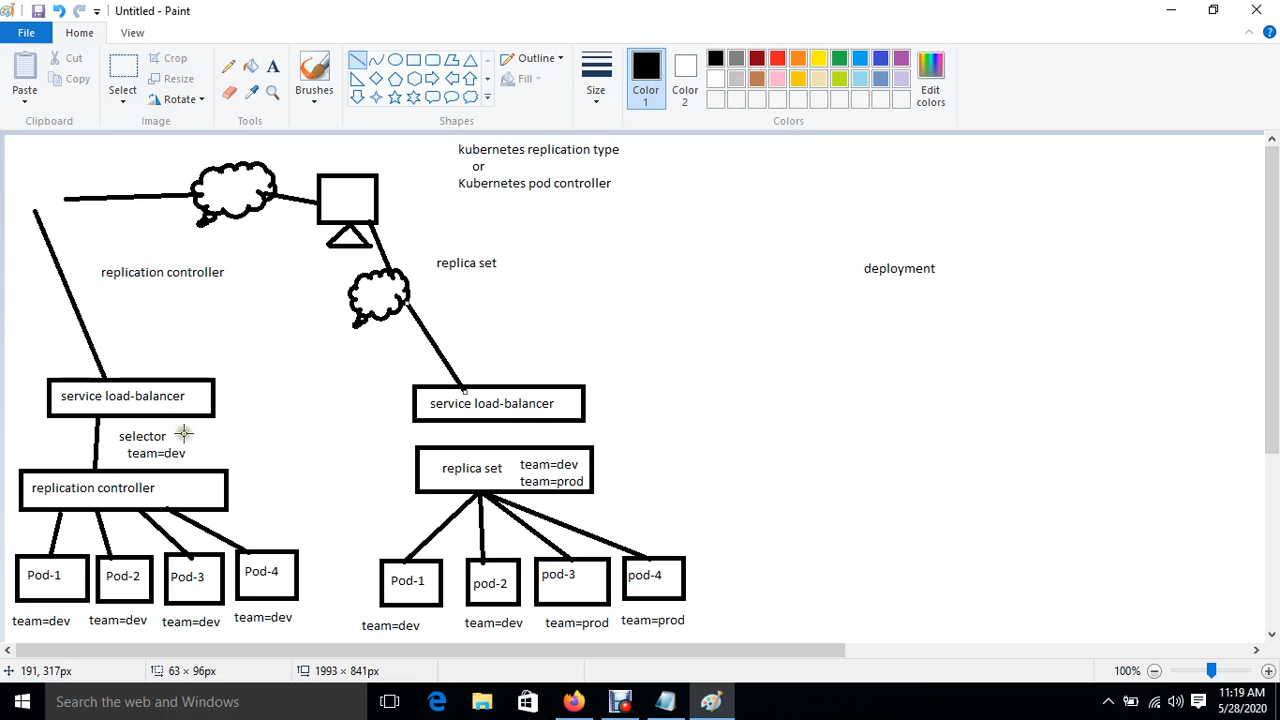 Untitled - Paint
File
Home
View
Paste
Cut
Copy
Clipboard
Select
Crop
Resize
Rotate
Image
Tools
Brushes
Shapes
Outline
Fill
Size
Color
1
Color
2
Edit
colors
Colors
kubernetes replication type
or
Kubernetes pod controller
replication controller
replica set
deployment
service load-balancer
service load-balancer
selector
team=dev
replication controller
replica set
team=dev
team=prod
Pod-1
Pod-2
Pod-3
Pod-4
Pod-1
pod-2
pod-3
pod-4
team=dev
team=dev
team=dev
team=dev
team=dev
team=dev
team=prod
team=prod
191, 317px
63 × 96px
1993 × 841px
100%
Search the web and Windows
11:19 AM
5/28/2020